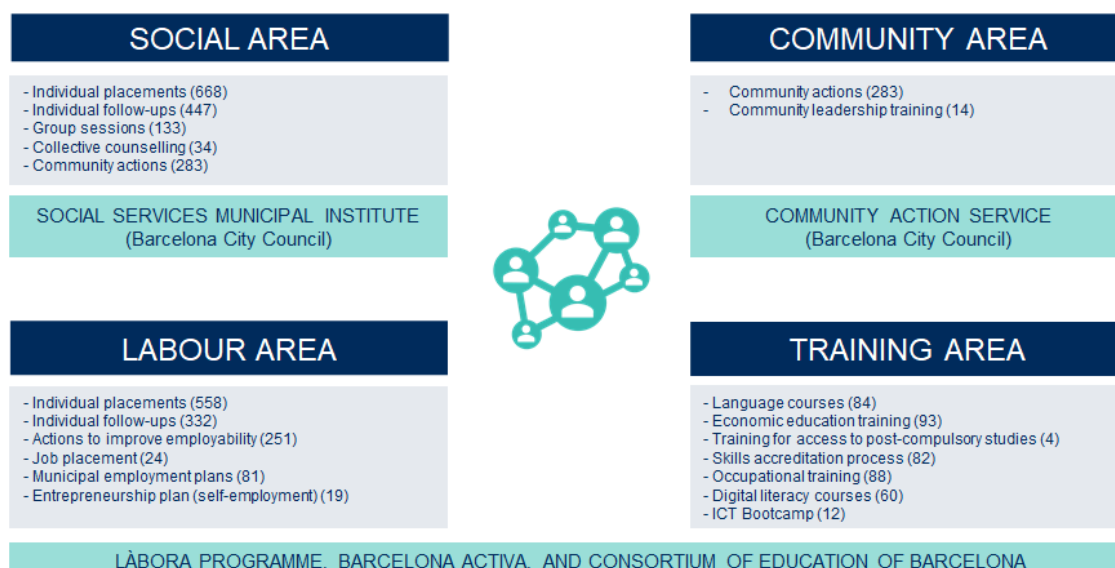 SOCIAL AREA
- Individual placements (668)
- Individual follow-ups (447)
- Group sessions (133)
- Collective counselling (34)
- Community actions (283)
SOCIAL SERVICES MUNICIPAL INSTITUTE
(Barcelona City Council)
COMMUNITY AREA
- Community actions (283)
- Community leadership training (14)
COMMUNITY ACTION SERVICE
(Barcelona City Council)
LABOUR AREA
- Individual placements (558)
- Individual follow-ups (332)
- Actions to improve employability (251)
- Job placement (24)
- Municipal employment plans (81)
- Entrepreneurship plan (self-employment) (19)
TRAINING AREA
- Language courses (84)
- Economic education training (93)
- Training for access to post-compulsory studies (4)
- Skills accreditation process (82)
- Occupational training (88)
- Digital literacy courses (60)
- ICT Bootcamp (12)
LÀBORA PROGRAMME, BARCELONA ACTIVA, AND CONSORTIUM OF EDUCATION OF BARCELONA